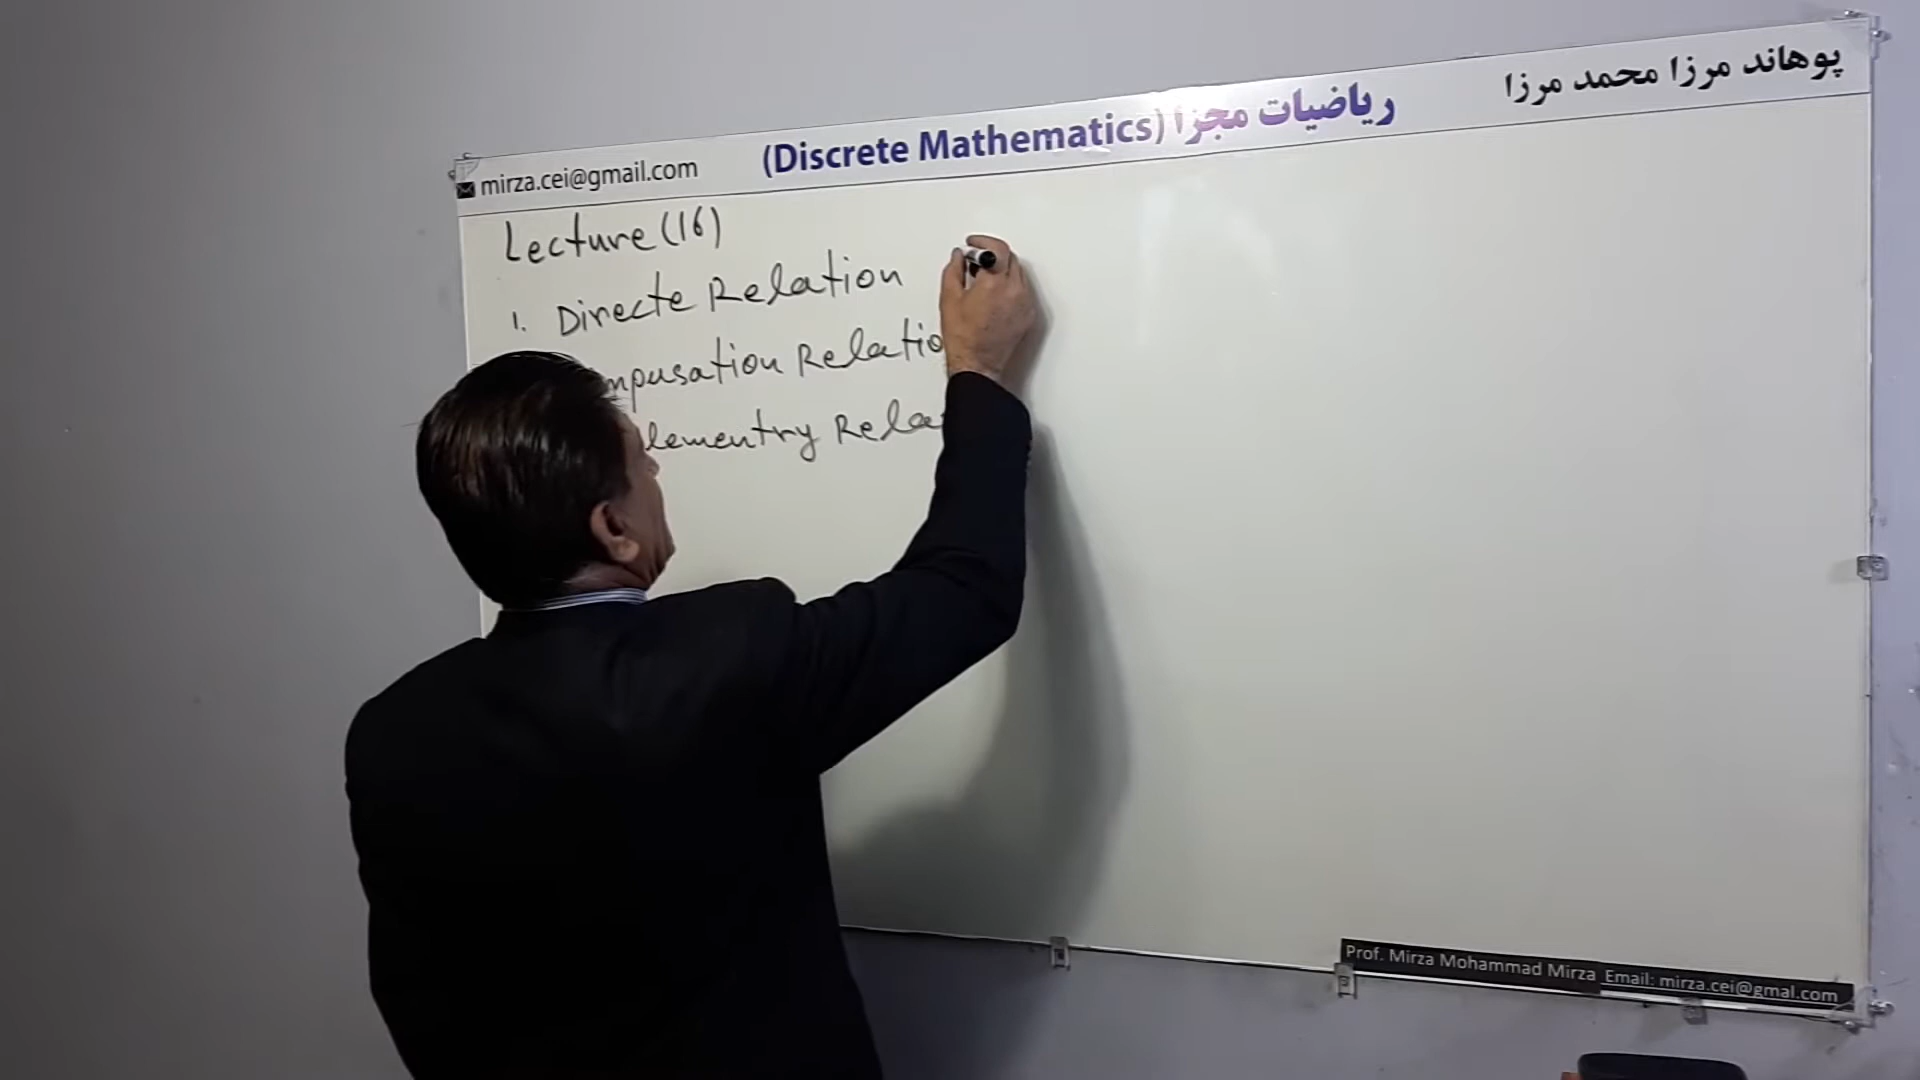 پوهاند مرزا محمد مرزا
ریاضیات مجزا (Discrete Mathematics)
mirza.cei@gmail.com
Lecture (16)
1. Directe Relation
mpusation Relatio
lementry Rela
Prof. Mirza Mohammad Mirza Email: mirza.cei@gmal.com